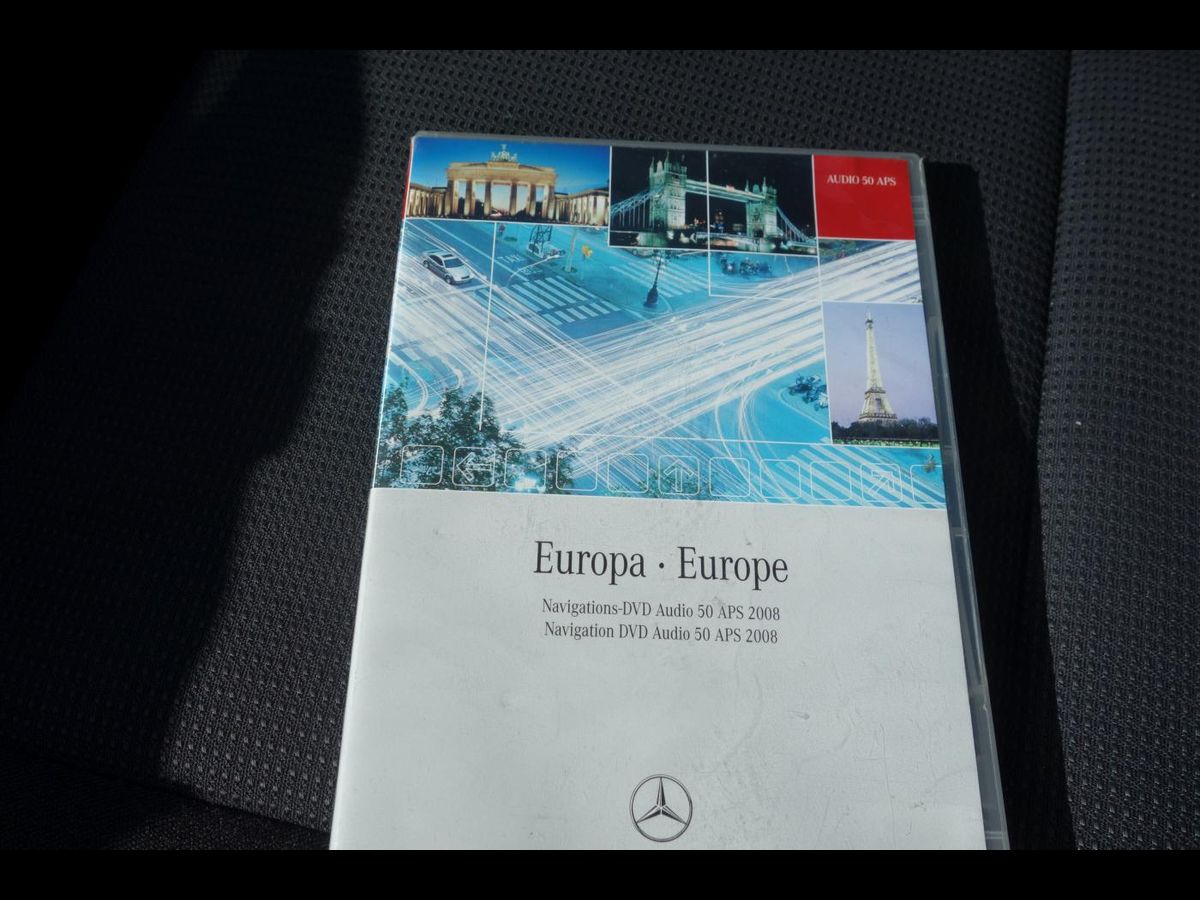 AUDIO 50 APS
Europa · Europe
Navigations-DVD Audio 50 APS 2008
Navigation DVD Audio 50 APS 2008